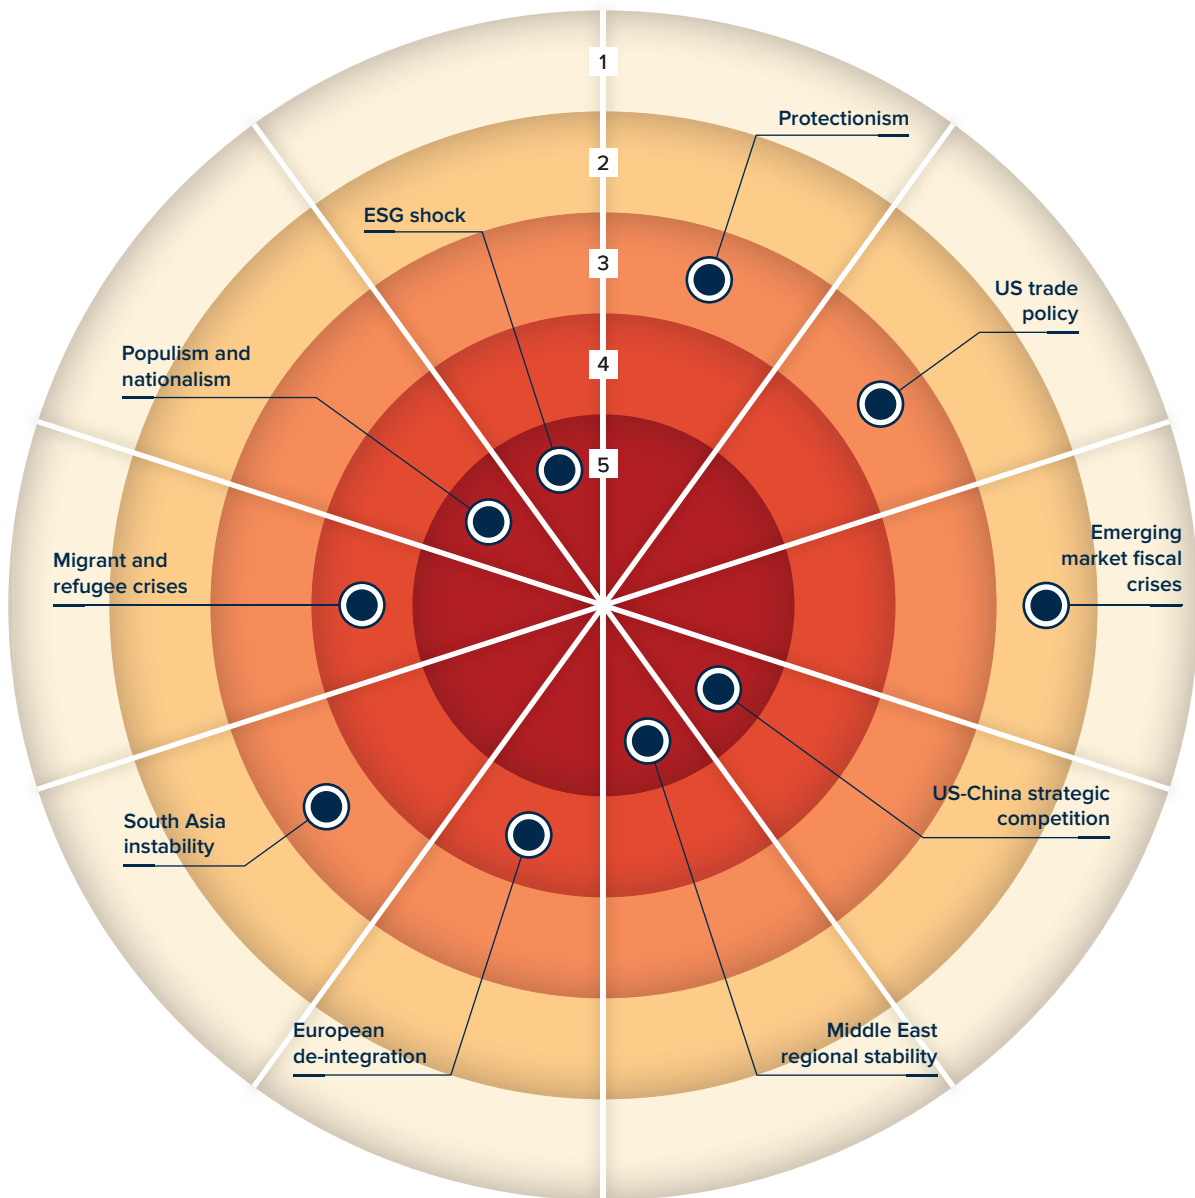 1
Protectionism
2
ESG shock
3
US trade
policy
Populism and
nationalism
4
5
Emerging
market fiscal
crises
Migrant and
refugee crises
US-China strategic
competition
South Asia
instability
European
de-integration
Middle East
regional stability